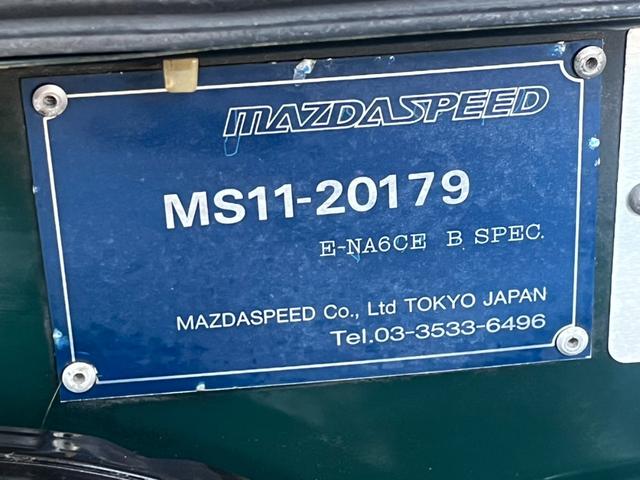 MAZDASPEED
MS11-20179
E-NA6CE B SPEC.
MAZDASPEED Co., Ltd TOKYO JAPAN
Tel.03-3533-6496